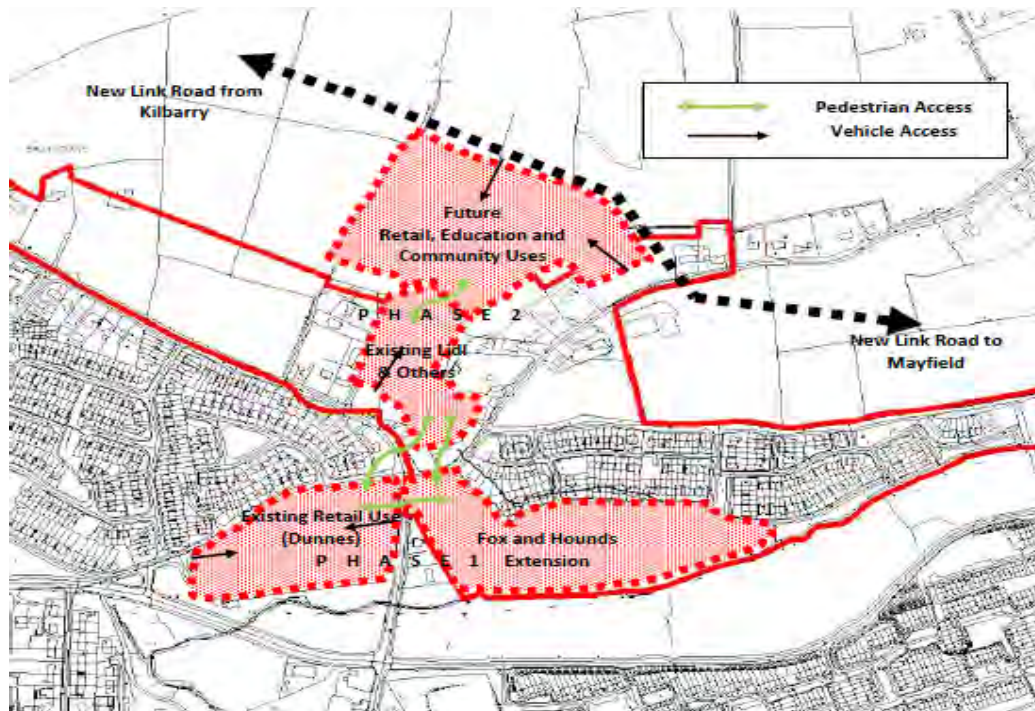 New Link Road from
Kilbarry
Pedestrian Access
Vehicle Access
Future
Retail, Education and
Community Uses
P H A S E 2
Existing Lidl
& Others
New Link Road to
Mayfield
Existing Retail Use
(Dunnes)
P H A S E 1
Fox and Hounds
Extension